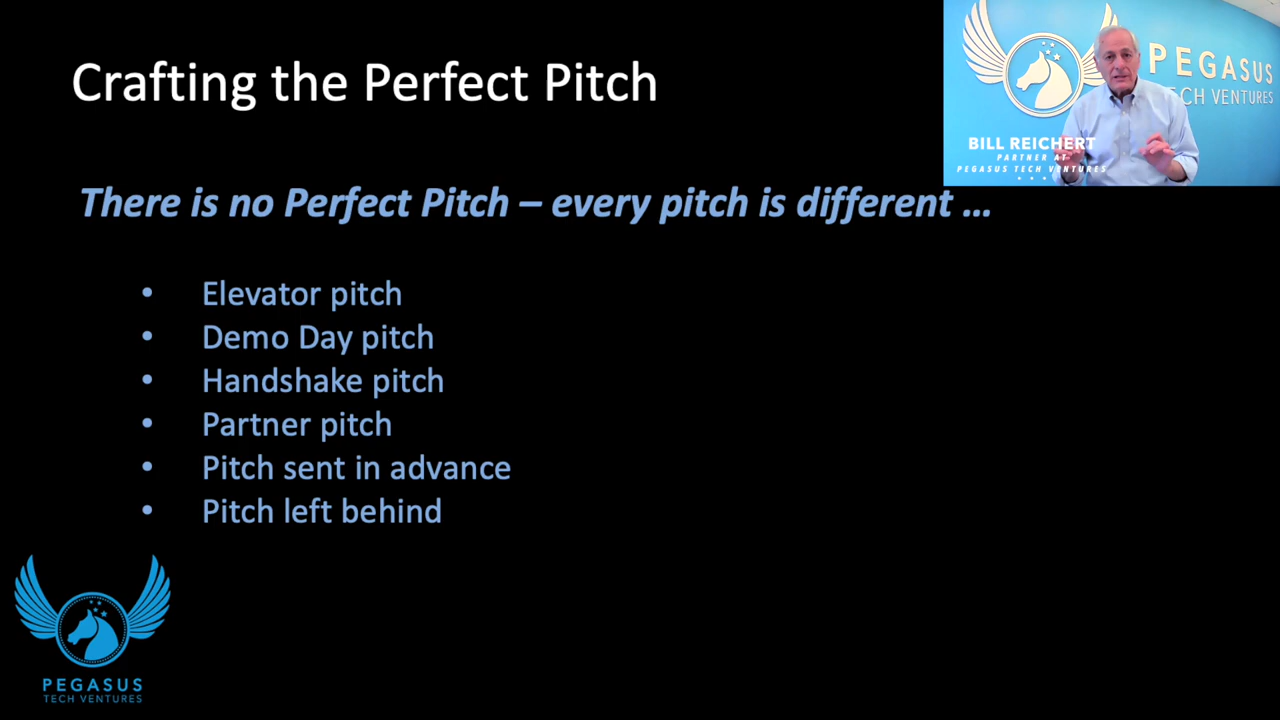 Crafting the Perfect Pitch
PEGASUS
TECH VENTURES
BILL REICHERT
PARTNER AT
PEGASUS TECH VENTURES
There is no Perfect Pitch – every pitch is different ...
• Elevator pitch
• Demo Day pitch
• Handshake pitch
• Partner pitch
• Pitch sent in advance
• Pitch left behind
PEGASUS
TECH VENTURES